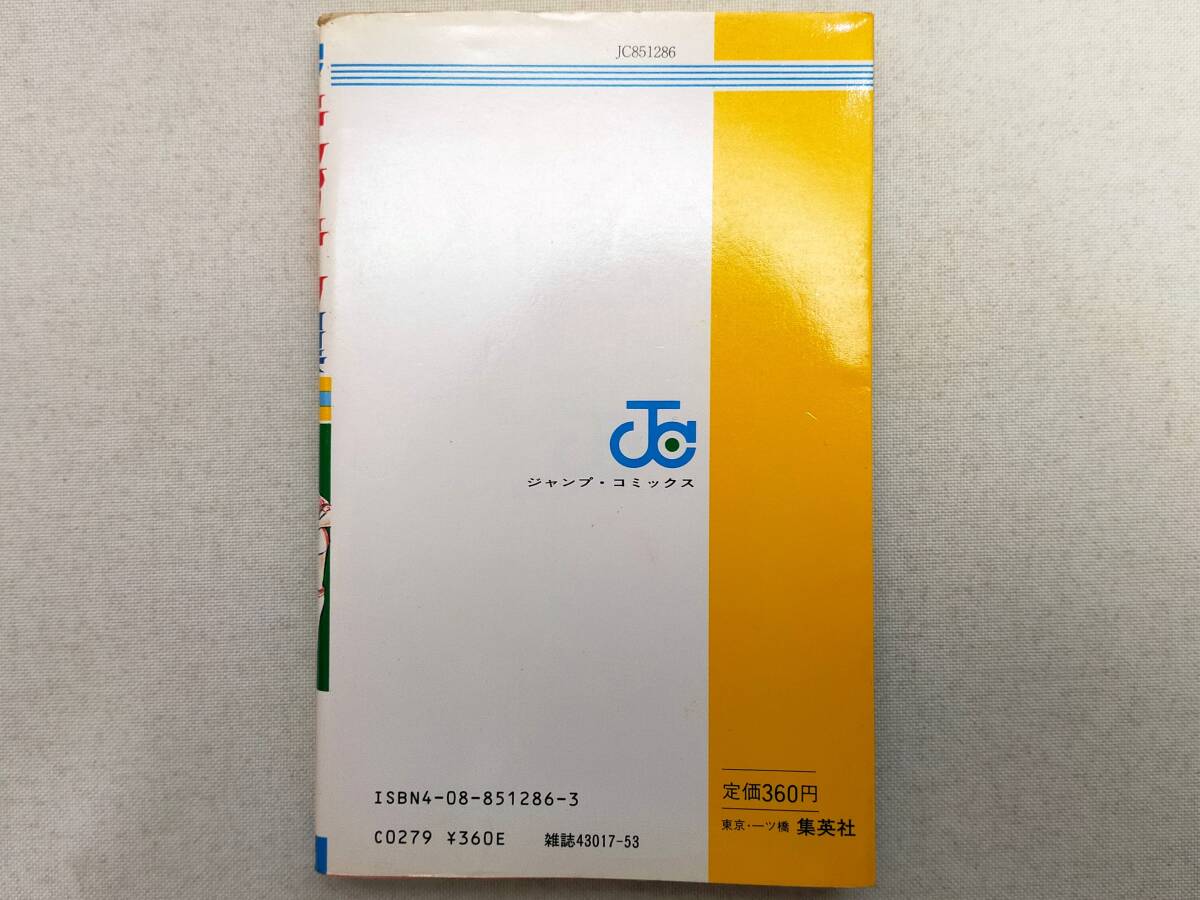 JC851286
JC
ジャンプ・コミックス
ISBN4-08-851286-3
C0279 ¥360E 雑誌43017-53
定価360円
東京・一ツ橋 集英社